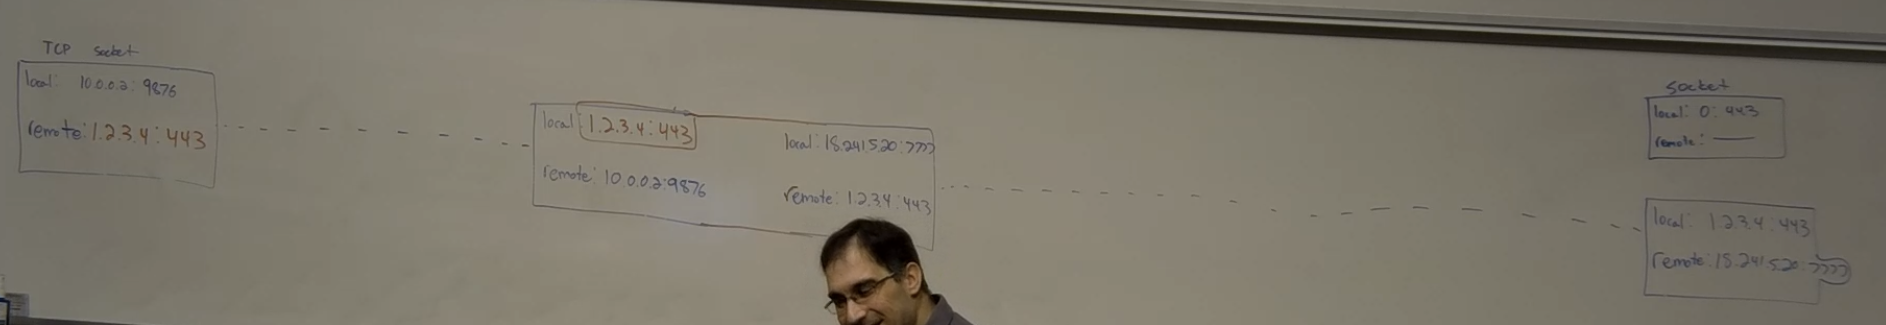 TCP socket
local: 10.0.0.2: 9876
remote: 1.2.3.4:443
local: 1.2.3.4:443
remote: 10.0.0.2:9876
local: 18.241.5.20:????
remote: 1.2.3.4:443
socket
local: 0:443
remote: —
local: 1.2.3.4:443
remote: 18.241.5.20:????